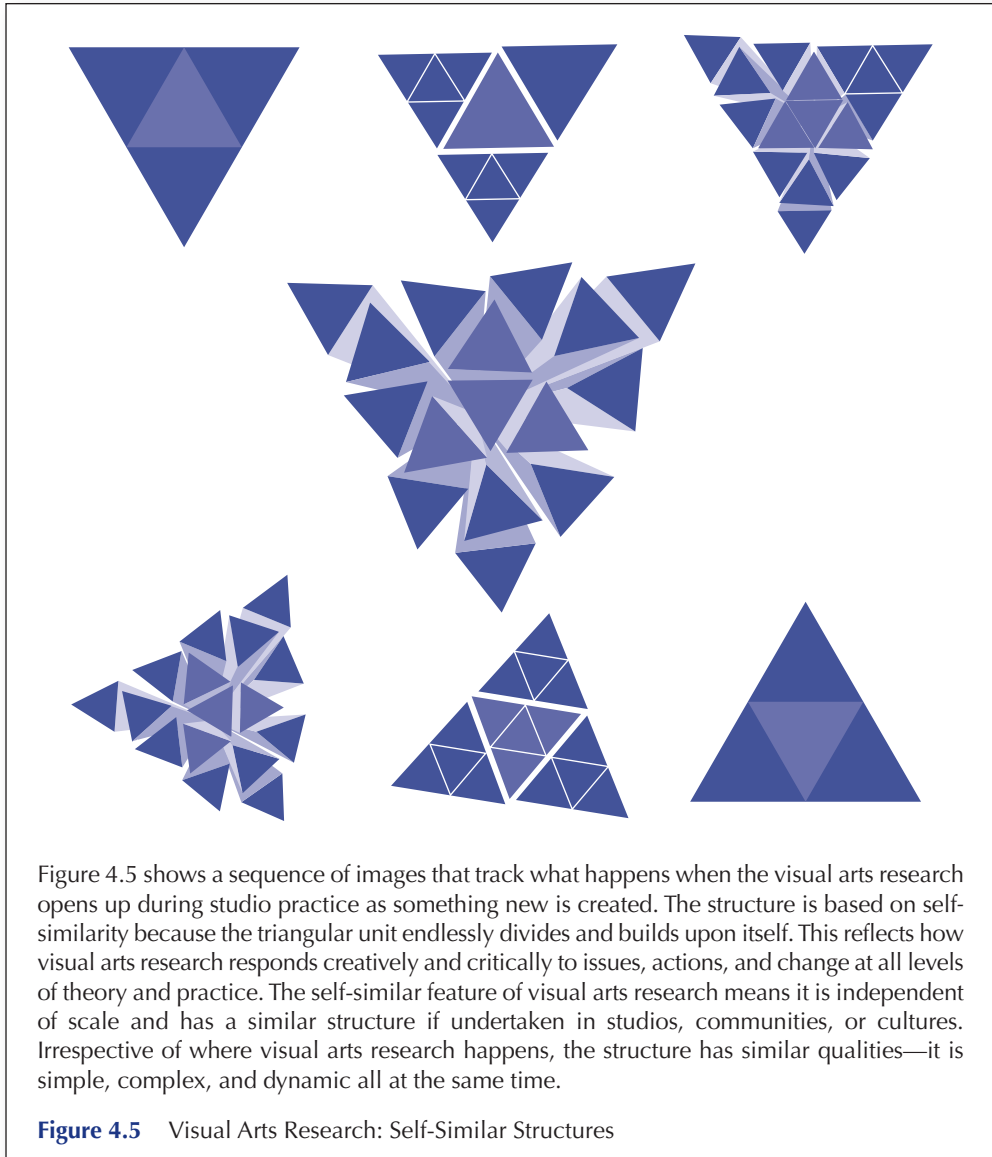 Figure 4.5 shows a sequence of images that track what happens when the visual arts research
opens up during studio practice as something new is created. The structure is based on self-
similarity because the triangular unit endlessly divides and builds upon itself. This reflects how
visual arts research responds creatively and critically to issues, actions, and change at all levels
of theory and practice. The self-similar feature of visual arts research means it is independent
of scale and has a similar structure if undertaken in studios, communities, or cultures.
Irrespective of where visual arts research happens, the structure has similar qualities—it is
simple, complex, and dynamic all at the same time.
Figure 4.5 Visual Arts Research: Self-Similar Structures